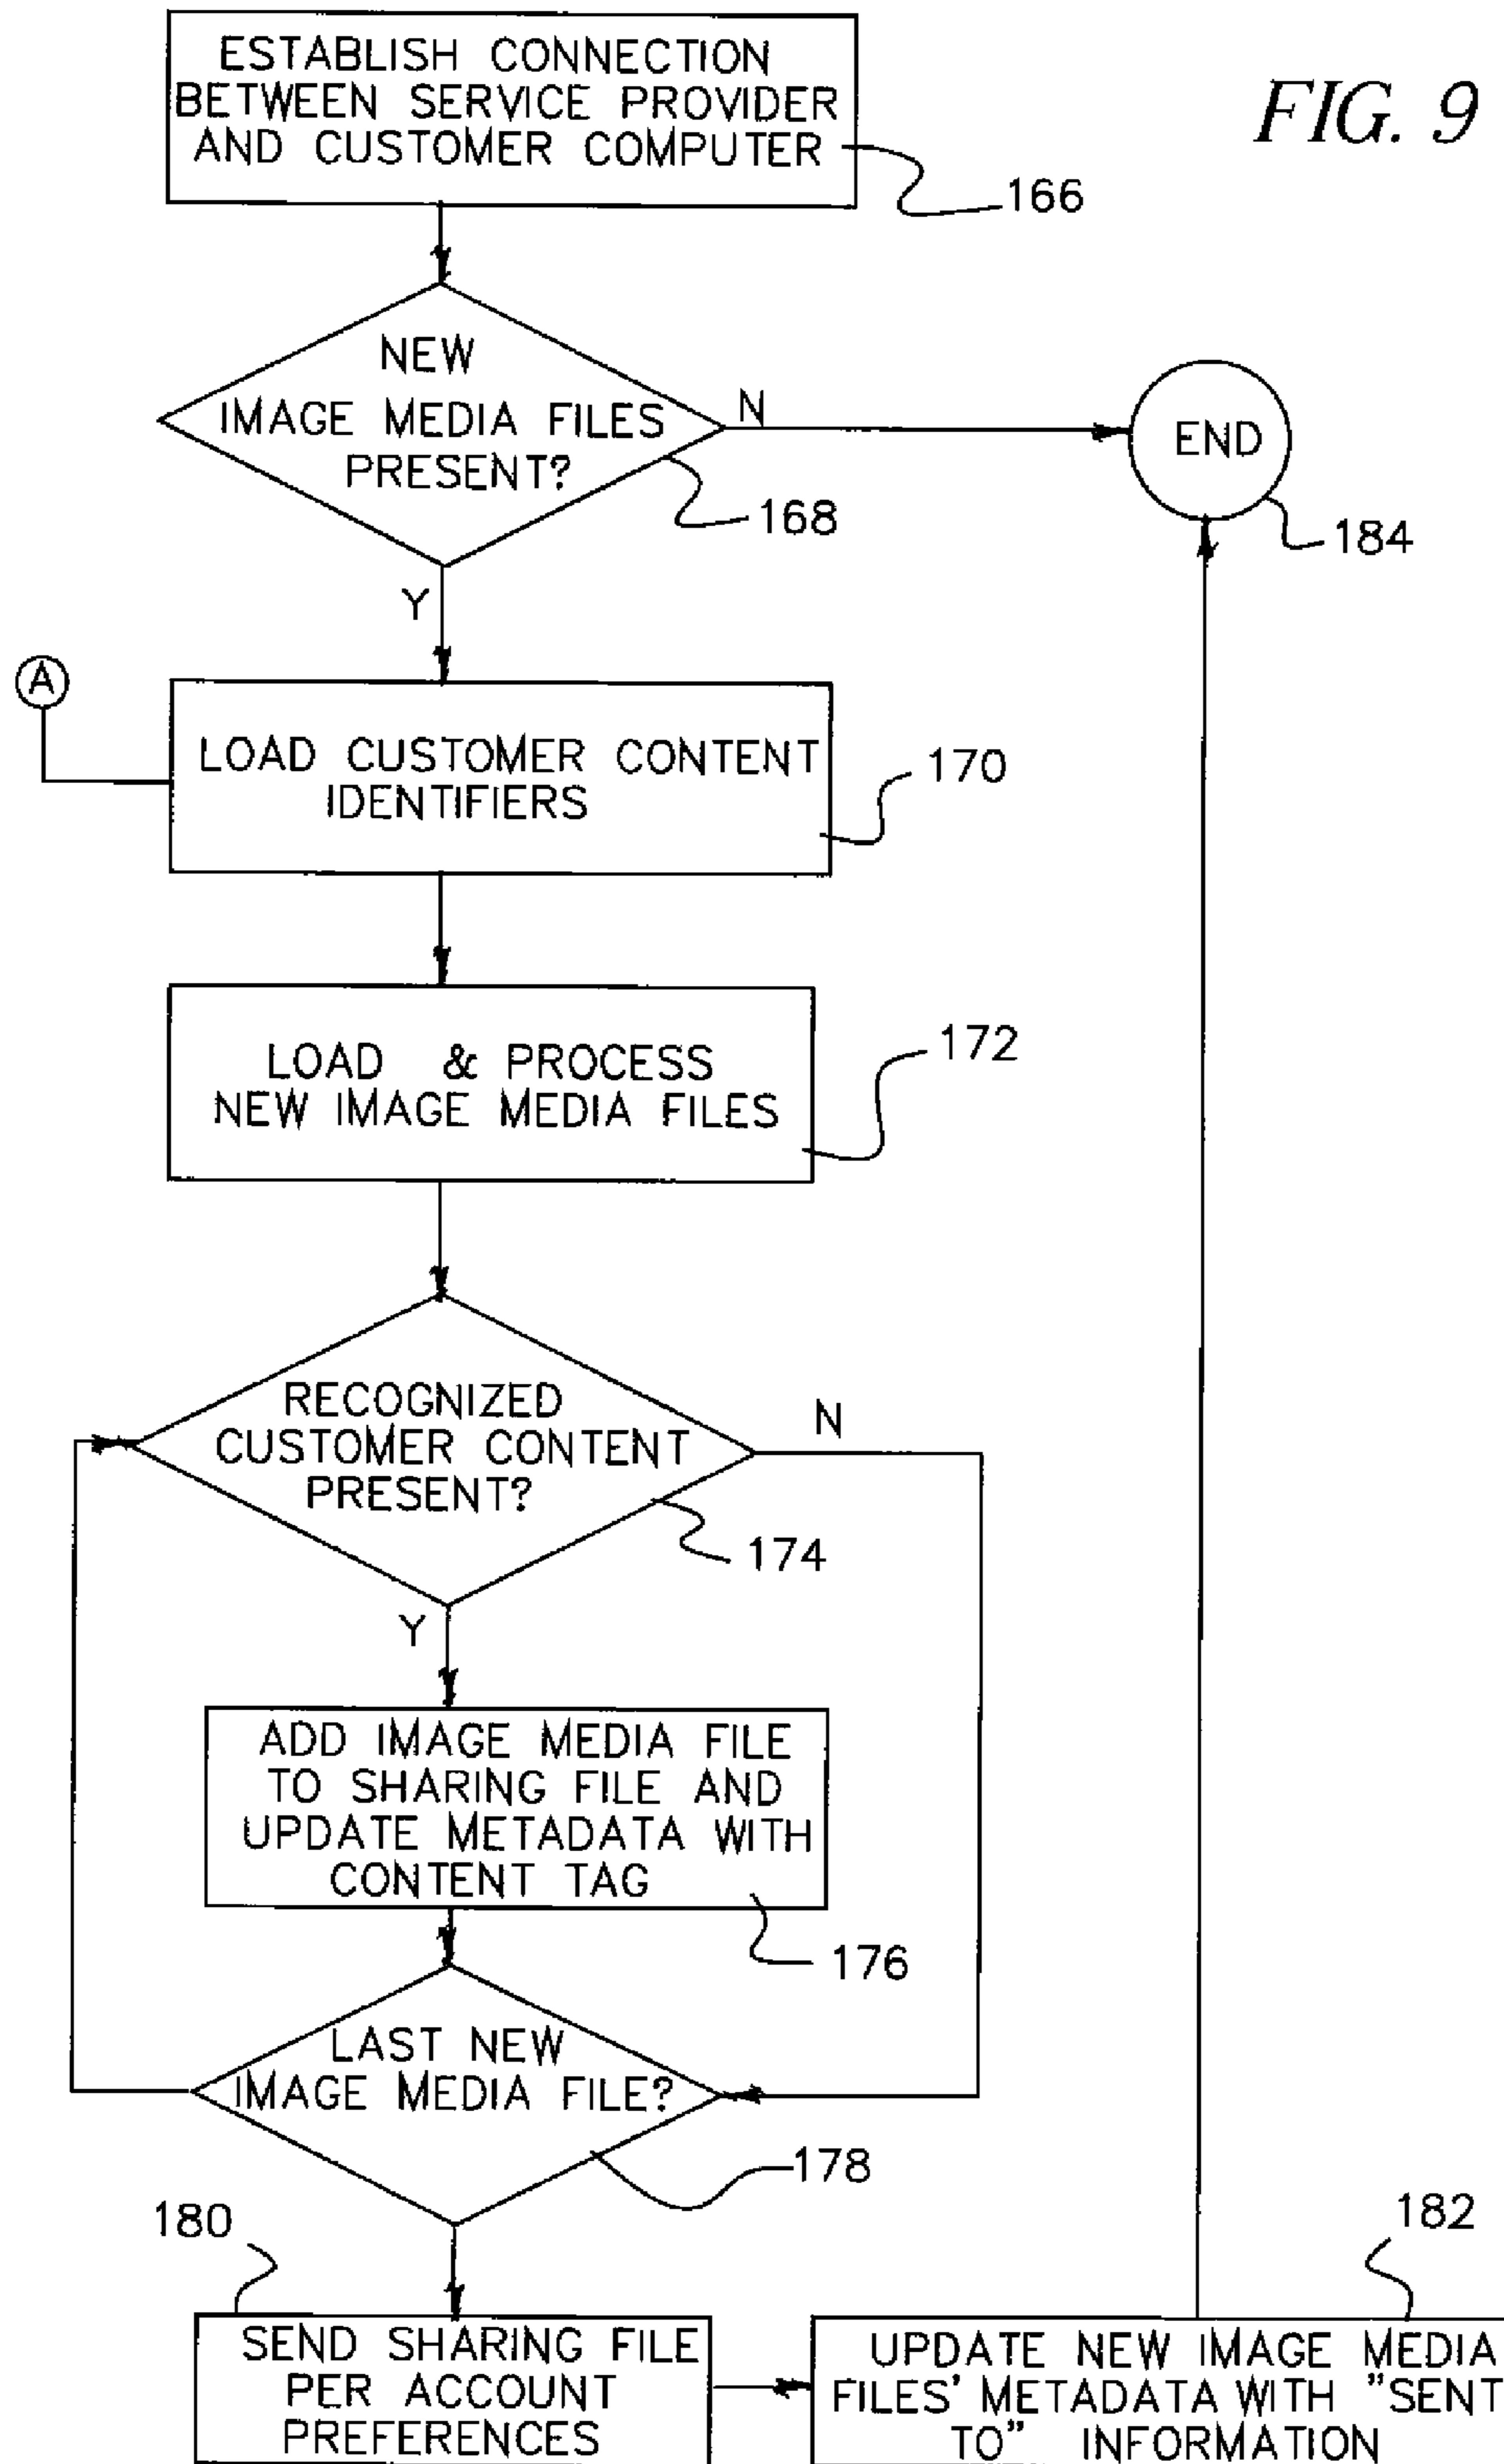 FIG. 9
ESTABLISH CONNECTION
BETWEEN SERVICE PROVIDER
AND CUSTOMER COMPUTER
166
NEW
IMAGE MEDIA FILES
PRESENT?
N
168
END
184
Y
A
LOAD CUSTOMER CONTENT
IDENTIFIERS
170
LOAD & PROCESS
NEW IMAGE MEDIA FILES
172
RECOGNIZED
CUSTOMER CONTENT
PRESENT?
N
174
Y
ADD IMAGE MEDIA FILE
TO SHARING FILE AND
UPDATE METADATA WITH
CONTENT TAG
176
LAST NEW
IMAGE MEDIA FILE?
178
180
SEND SHARING FILE
PER ACCOUNT
PREFERENCES
182
UPDATE NEW IMAGE MEDIA
FILES' METADATA WITH "SENT
TO" INFORMATION